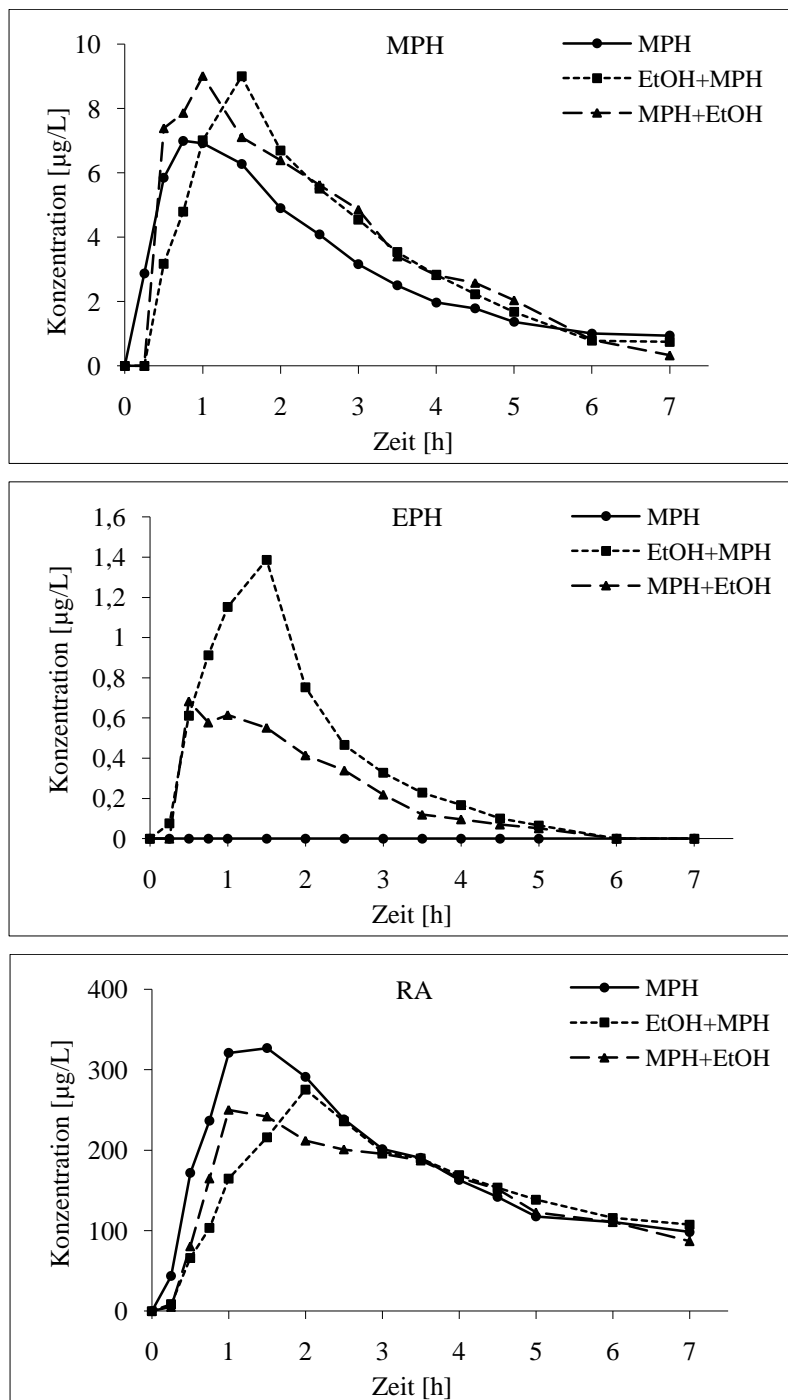 MPH
MPH
EtOH+MPH
MPH+EtOH
Konzentration [µg/L]
10
8
6
4
2
0
0 1 2 3 4 5 6 7
Zeit [h]
EPH
MPH
EtOH+MPH
MPH+EtOH
Konzentration [µg/L]
1,6
1,4
1,2
1
0,8
0,6
0,4
0,2
0
0 1 2 3 4 5 6 7
Zeit [h]
RA
MPH
EtOH+MPH
MPH+EtOH
Konzentration [µg/L]
400
300
200
100
0
0 1 2 3 4 5 6 7
Zeit [h]